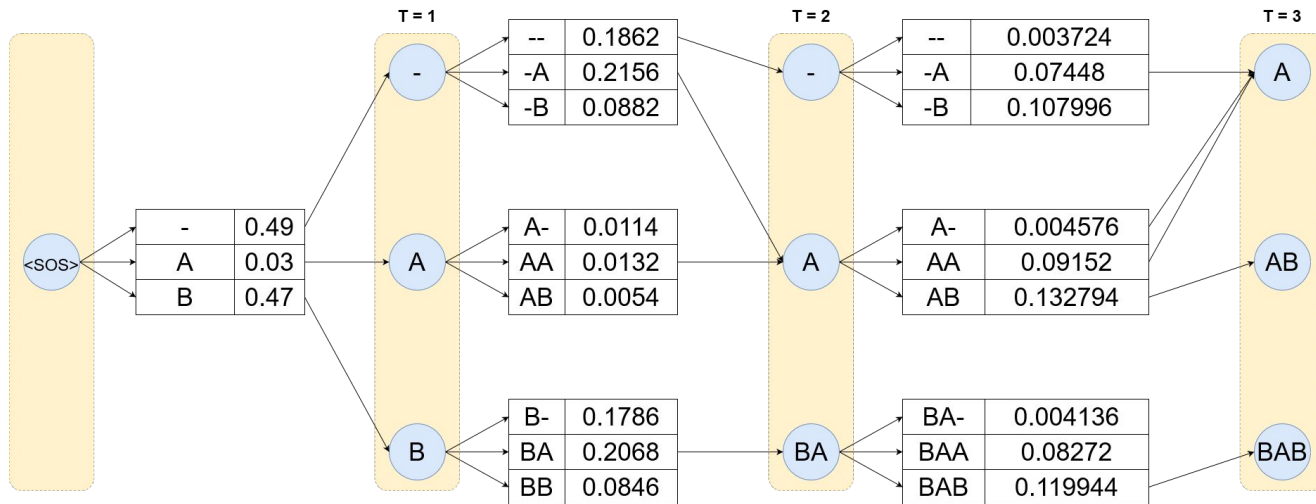 T = 1
T = 2
T = 3
<SOS>
- 0.49
A 0.03
B 0.47
-
A
B
-- 0.1862
-A 0.2156
-B 0.0882
A- 0.0114
AA 0.0132
AB 0.0054
B- 0.1786
BA 0.2068
BB 0.0846
-
A
BA
-- 0.003724
-A 0.07448
-B 0.107996
A- 0.004576
AA 0.09152
AB 0.132794
BA- 0.004136
BAA 0.08272
BAB 0.119944
A
AB
BAB